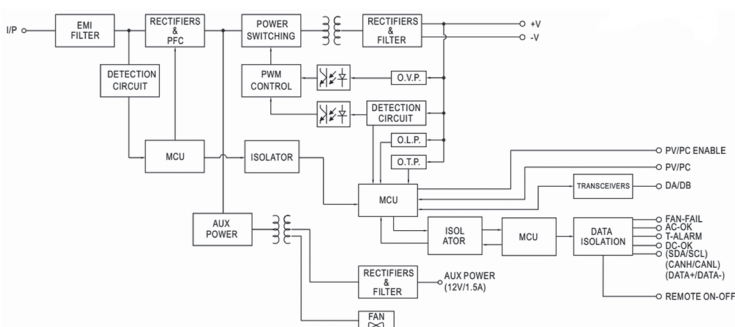 I/P
EMI
FILTER
RECTIFIERS
&
PFC
POWER
SWITCHING
RECTIFIERS
&
FILTER
+V
-V
DETECTION
CIRCUIT
PWM
CONTROL
O.V.P.
DETECTION
CIRCUIT
O.L.P.
O.T.P.
MCU
ISOLATOR
MCU
PV/PC ENABLE
PV/PC
TRANSCEIVERS
DA/DB
AUX
POWER
ISOL
ATOR
MCU
DATA
ISOLATION
FAN-FAIL
AC-OK
T-ALARM
DC-OK
(SDA/SCL)
(CANH/CANL)
(DATA+/DATA-)
REMOTE ON-OFF
RECTIFIERS
&
FILTER
AUX POWER
(12V/1.5A)
FAN